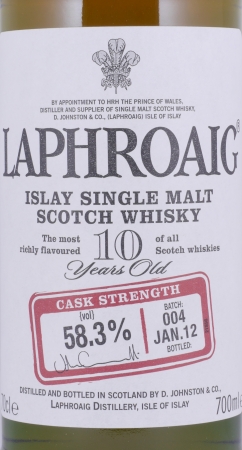 BY APPOINTMENT TO HRH THE PRINCE OF WALES,
DISTILLER AND SUPPLIER OF SINGLE MALT SCOTCH WHISKY,
D. JOHNSTON & CO., (LAPHROAIG) ISLE OF ISLAY
LAPHROAIG
ISLAY SINGLE MALT
SCOTCH WHISKY
The most 10 of all
richly flavoured Scotch whiskies
Years Old
CASK STRENGTH
(vol)
58.3%
BATCH:
004
JAN.12
BOTTLED:
DISTILLED AND BOTTLED IN SCOTLAND BY D. JOHNSTON & CO.,
LAPHROAIG DISTILLERY, ISLE OF ISLAY
0cl e 700ml